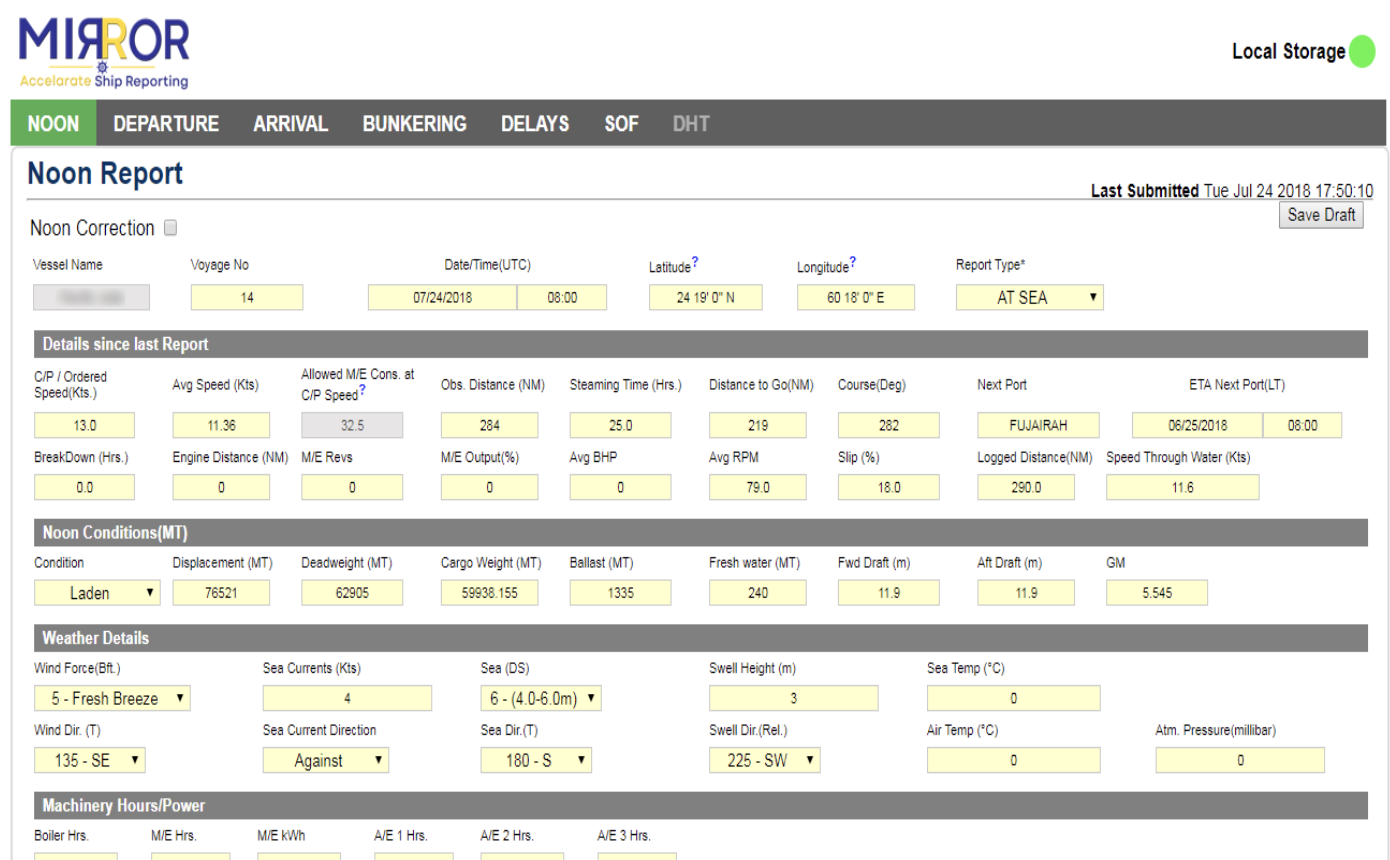 MIRROR
Accelarate Ship Reporting
Local Storage
NOON DEPARTURE ARRIVAL BUNKERING DELAYS SOF DHT
Noon Report
Last Submitted Tue Jul 24 2018 17:50:10
Noon Correction
Save Draft
Vessel Name Voyage No Date/Time(UTC) Latitude? Longitude? Report Type*
14 07/24/2018 08:00 24 19' 0" N 60 18' 0" E AT SEA
Details since last Report
C/P / Ordered Speed(Kts.) Avg Speed (Kts) Allowed M/E Cons. at C/P Speed? Obs. Distance (NM) Steaming Time (Hrs.) Distance to Go(NM) Course(Deg) Next Port ETA Next Port(LT)
13.0 11.36 32.5 284 25.0 219 282 FUJAIRAH 06/25/2018 08:00
BreakDown (Hrs.) Engine Distance (NM) M/E Revs M/E Output(%) Avg BHP Avg RPM Slip (%) Logged Distance(NM) Speed Through Water (Kts)
0.0 0 0 0 0 79.0 18.0 290.0 11.6
Noon Conditions(MT)
Condition Displacement (MT) Deadweight (MT) Cargo Weight (MT) Ballast (MT) Fresh water (MT) Fwd Draft (m) Aft Draft (m) GM
Laden 76521 62905 59938.155 1335 240 11.9 11.9 5.545
Weather Details
Wind Force(Bft.) Sea Currents (Kts) Sea (DS) Swell Height (m) Sea Temp (°C)
5 - Fresh Breeze 4 6 - (4.0-6.0m) 3 0
Wind Dir. (T) Sea Current Direction Sea Dir.(T) Swell Dir.(Rel.) Air Temp (°C) Atm. Pressure(millibar)
135 - SE Against 180 - S 225 - SW 0 0
Machinery Hours/Power
Boiler Hrs. M/E Hrs. M/E kWh A/E 1 Hrs. A/E 2 Hrs. A/E 3 Hrs.